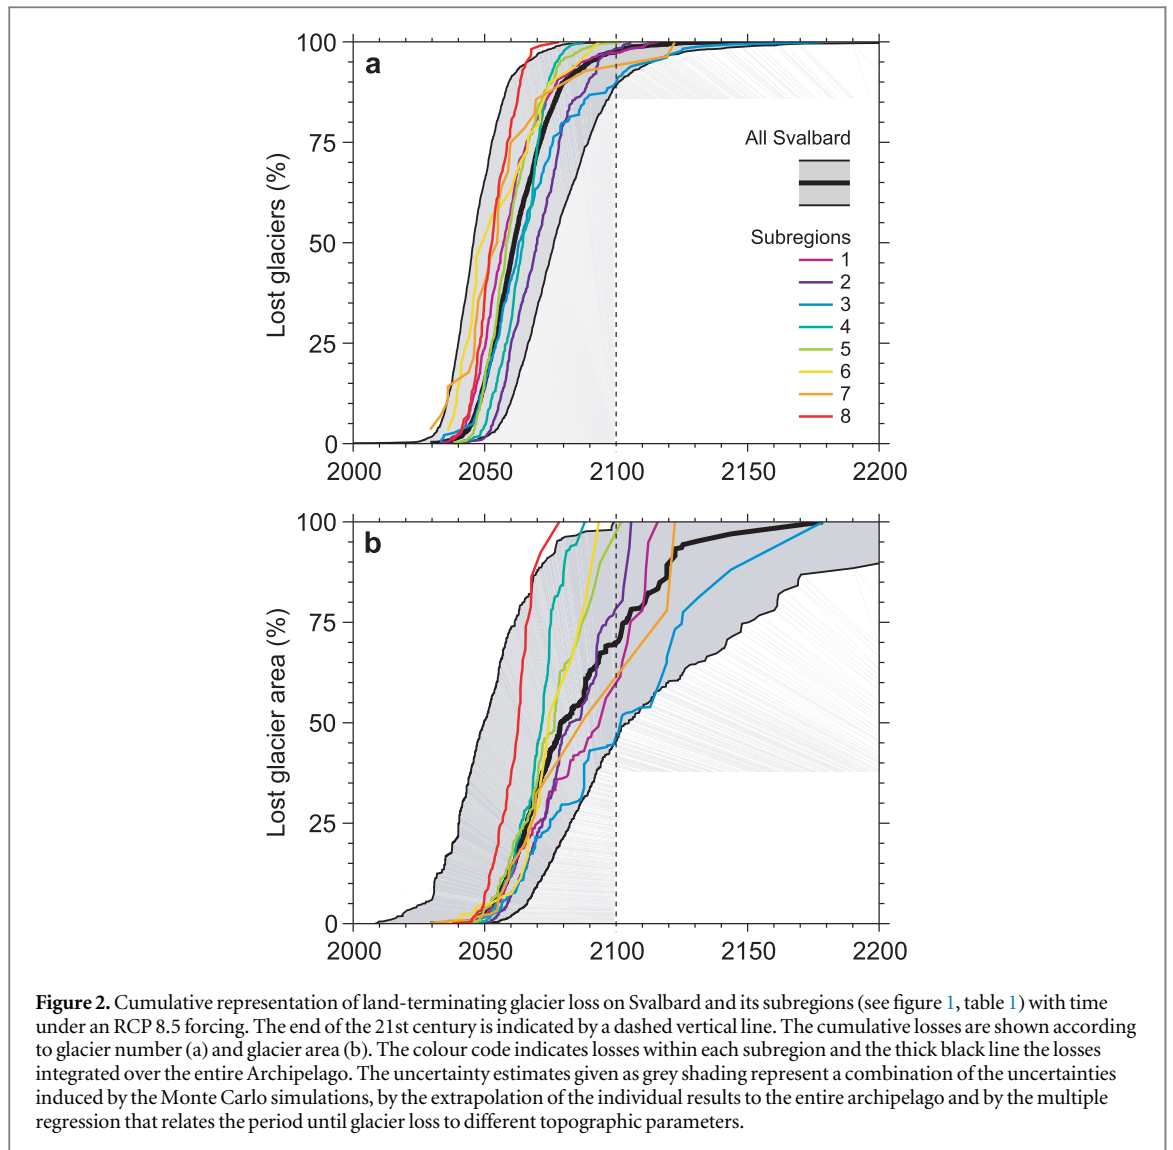 a
Lost glaciers (%)
100
75
50
25
0
2000 2050 2100 2150 2200
All Svalbard
Subregions
1
2
3
4
5
6
7
8
b
Lost glacier area (%)
100
75
50
25
0
2000 2050 2100 2150 2200
Figure 2. Cumulative representation of land-terminating glacier loss on Svalbard and its subregions (see figure 1, table 1) with time
under an RCP 8.5 forcing. The end of the 21st century is indicated by a dashed vertical line. The cumulative losses are shown according
to glacier number (a) and glacier area (b). The colour code indicates losses within each subregion and the thick black line the losses
integrated over the entire Archipelago. The uncertainty estimates given as grey shading represent a combination of the uncertainties
induced by the Monte Carlo simulations, by the extrapolation of the individual results to the entire archipelago and by the multiple
regression that relates the period until glacier loss to different topographic parameters.